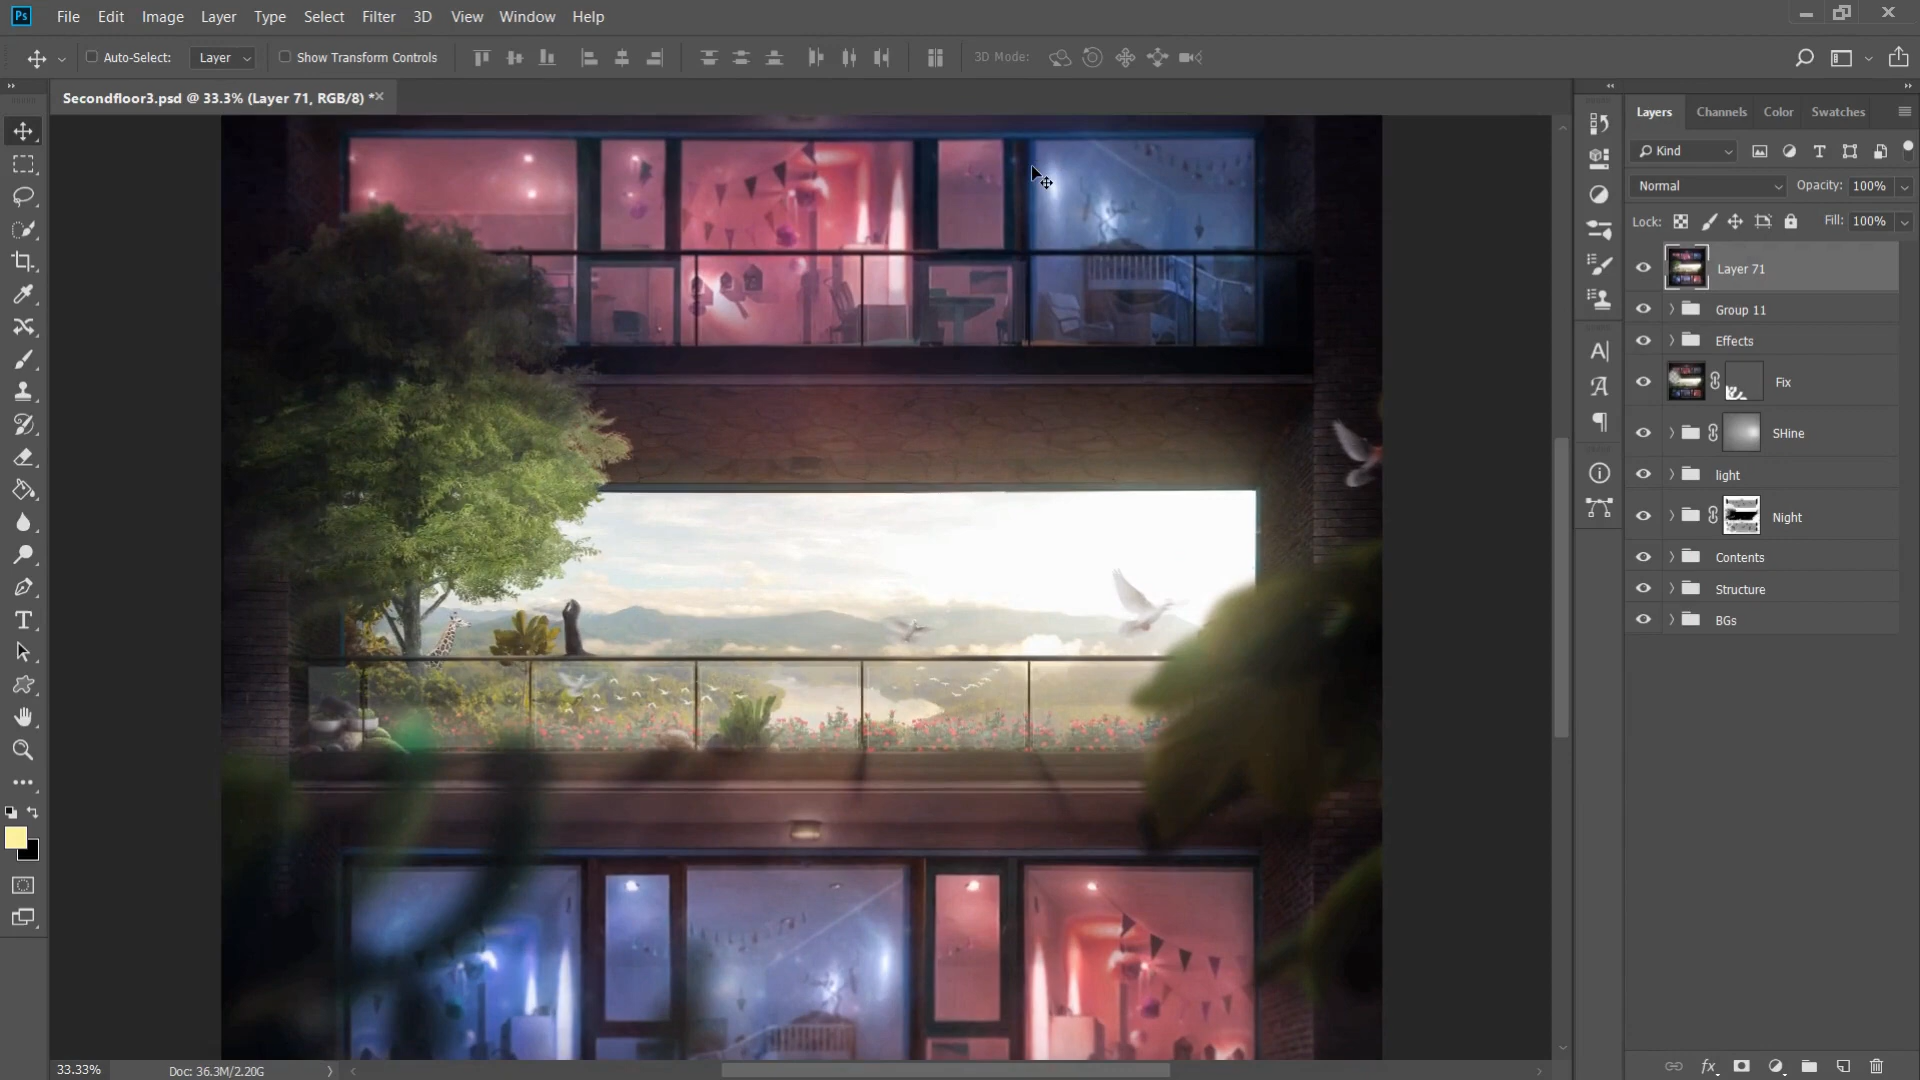 Ps File Edit Image Layer Type Select Filter 3D View Window Help
Auto-Select: Layer Show Transform Controls 3D Mode:
Secondfloor3.psd @ 33.3% (Layer 71, RGB/8) *
Layers Channels Color Swatches
Kind
Normal Opacity: 100%
Lock: Fill: 100%
Layer 71
Group 11
Effects
Fix
SHine
light
Night
Contents
Structure
BGs
33.33% Doc: 36.3M/2.20G